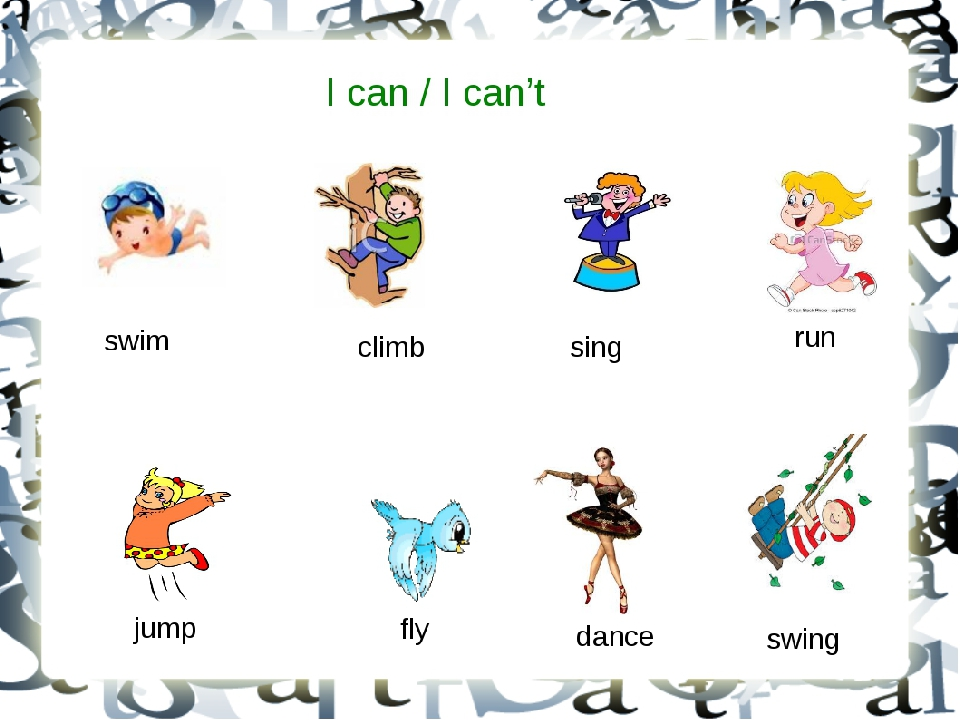 I can / I can’t
swim
climb
sing
run
jump
fly
dance
swing